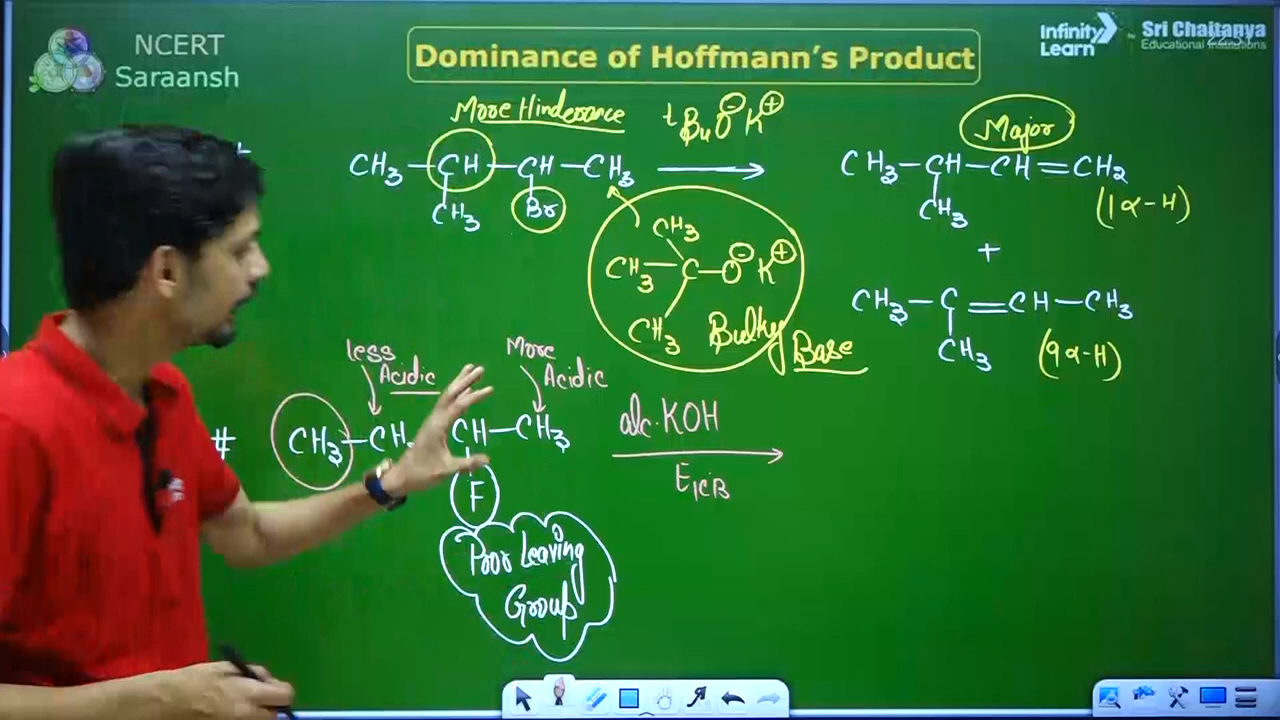 NCERT
Saraansh
Dominance of Hoffmann's Product
Infinity
Learn
by
Sri Chaitanya
Educational Institutions
More Hinderance
tBuO⊖K⊕
CH3—CH—CH—CH3
CH3
Br
Major
CH3—CH—CH=CH2
CH3
(1α-H)
+
CH3—C=CH—CH3
CH3
(9α-H)
CH3
CH3—C—O⊖K⊕
CH3
Bulky
Base
less
Acidic
More
Acidic
#
CH3—CH
CH—CH3
F
Poor Leaving
Group
alc. KOH
E1CB